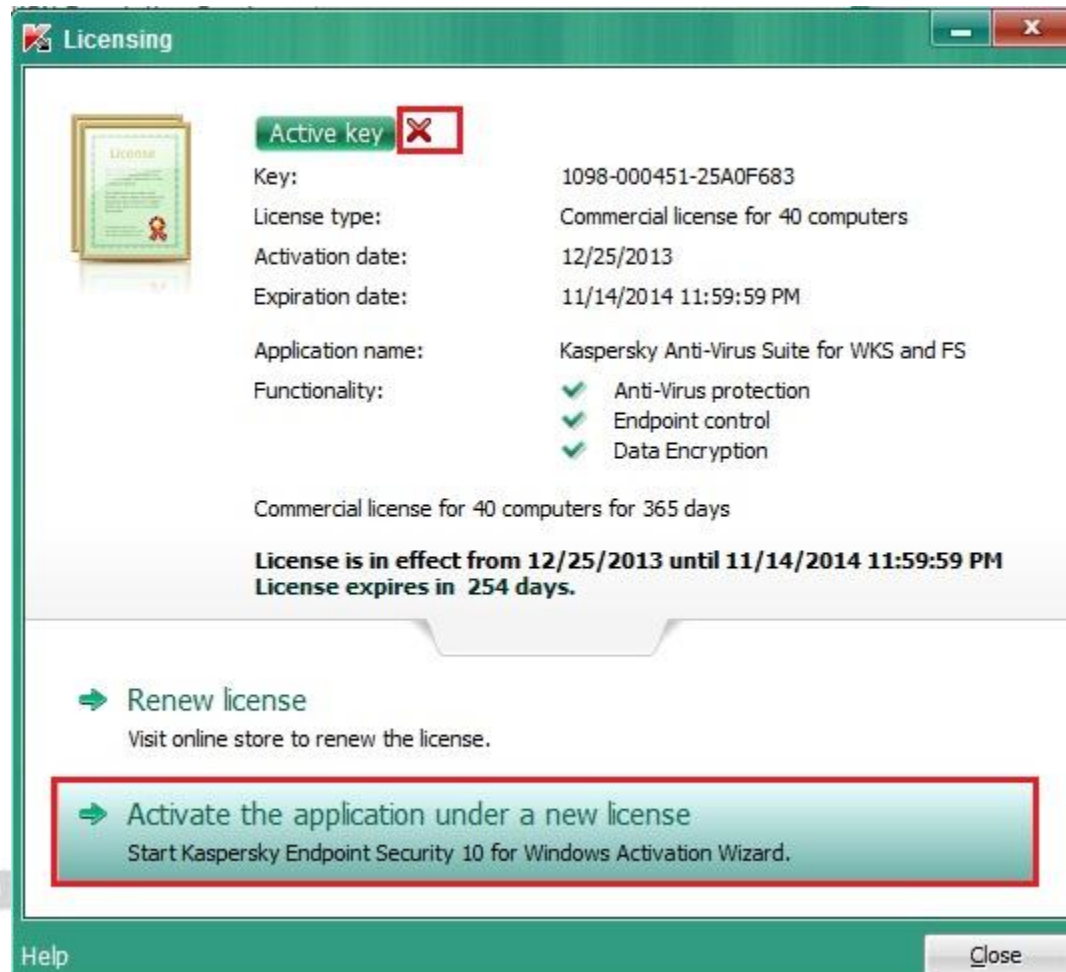 Licensing
License
Active key
Key: 1098-000451-25A0F683
License type: Commercial license for 40 computers
Activation date: 12/25/2013
Expiration date: 11/14/2014 11:59:59 PM
Application name: Kaspersky Anti-Virus Suite for WKS and FS
Functionality: Anti-Virus protection
Endpoint control
Data Encryption
Commercial license for 40 computers for 365 days
License is in effect from 12/25/2013 until 11/14/2014 11:59:59 PM
License expires in 254 days.
Renew license
Visit online store to renew the license.
Activate the application under a new license
Start Kaspersky Endpoint Security 10 for Windows Activation Wizard.
Help
Close